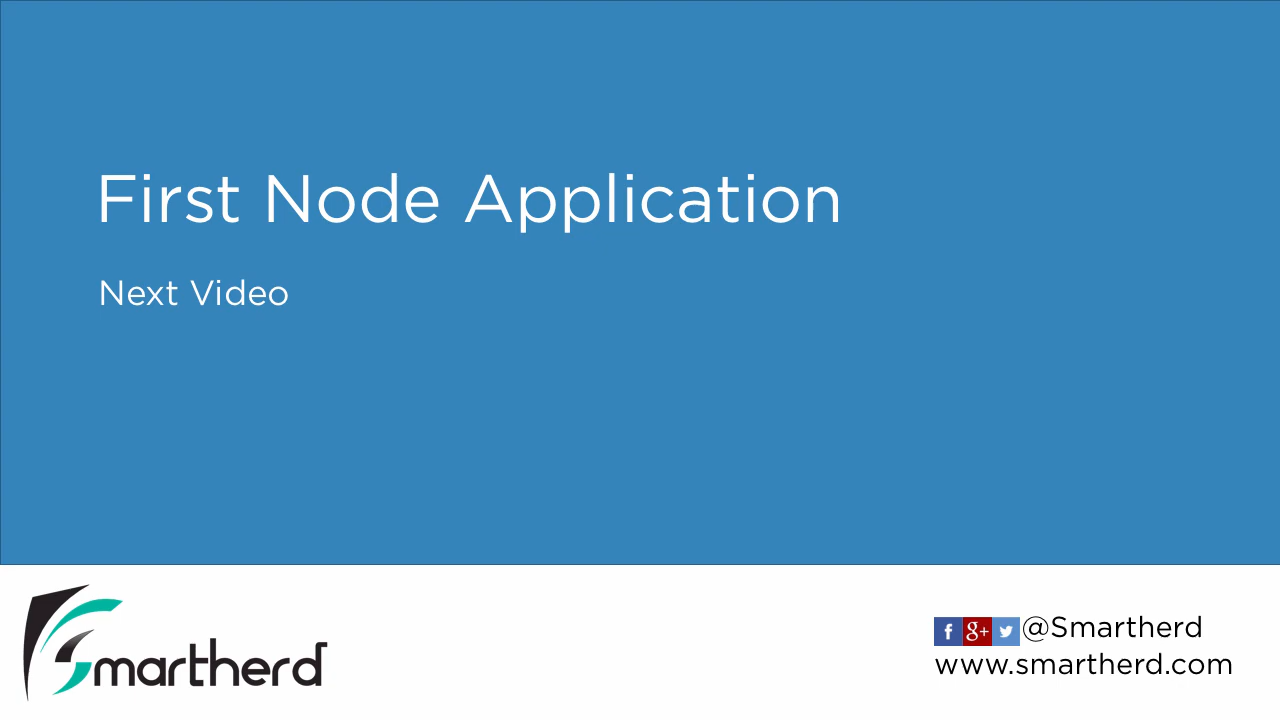 First Node Application
Next Video
Smartherd
f g+ @Smartherd
www.smartherd.com